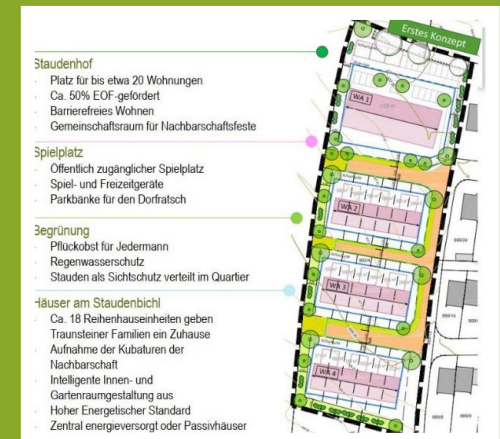 Erstes Konzept
Staudenhof
Platz für bis etwa 20 Wohnungen
Ca. 50% EOF-gefördert
Barrierefreies Wohnen
Gemeinschaftsraum für Nachbarschaftsfeste
Spielplatz
Öffentlich zugänglicher Spielplatz
Spiel- und Freizeitgeräte
Parkbänke für den Dorfratsch
Begrünung
Pflückobst für Jedermann
Regenwasserschutz
Stauden als Sichtschutz verteilt im Quartier
Häuser am Staudenbichl
Ca. 18 Reihenhauseinheiten geben
Traunsteiner Familien ein Zuhause
Aufnahme der Kubaturen der
Nachbarschaft
Intelligente Innen- und
Gartenraumgestaltung aus
Hoher Energetischer Standard
Zentral energieversorgt oder Passivhäuser
WA 1
WA 2
WA 3
WA 4